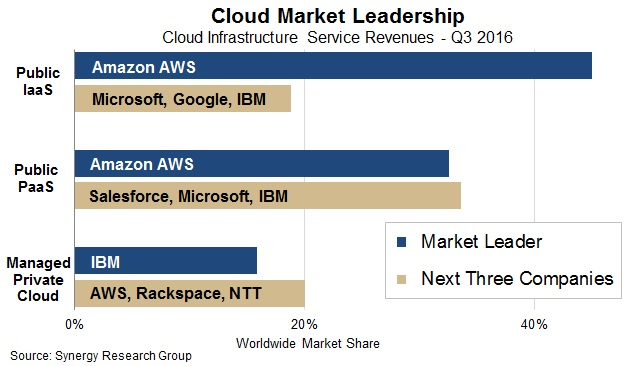 Cloud Market Leadership
Cloud Infrastructure Service Revenues - Q3 2016
Public
IaaS
Amazon AWS
Microsoft, Google, IBM
Public
PaaS
Amazon AWS
Salesforce, Microsoft, IBM
Managed
Private
Cloud
IBM
AWS, Rackspace, NTT
Market Leader
Next Three Companies
0%
20%
40%
Worldwide Market Share
Source: Synergy Research Group